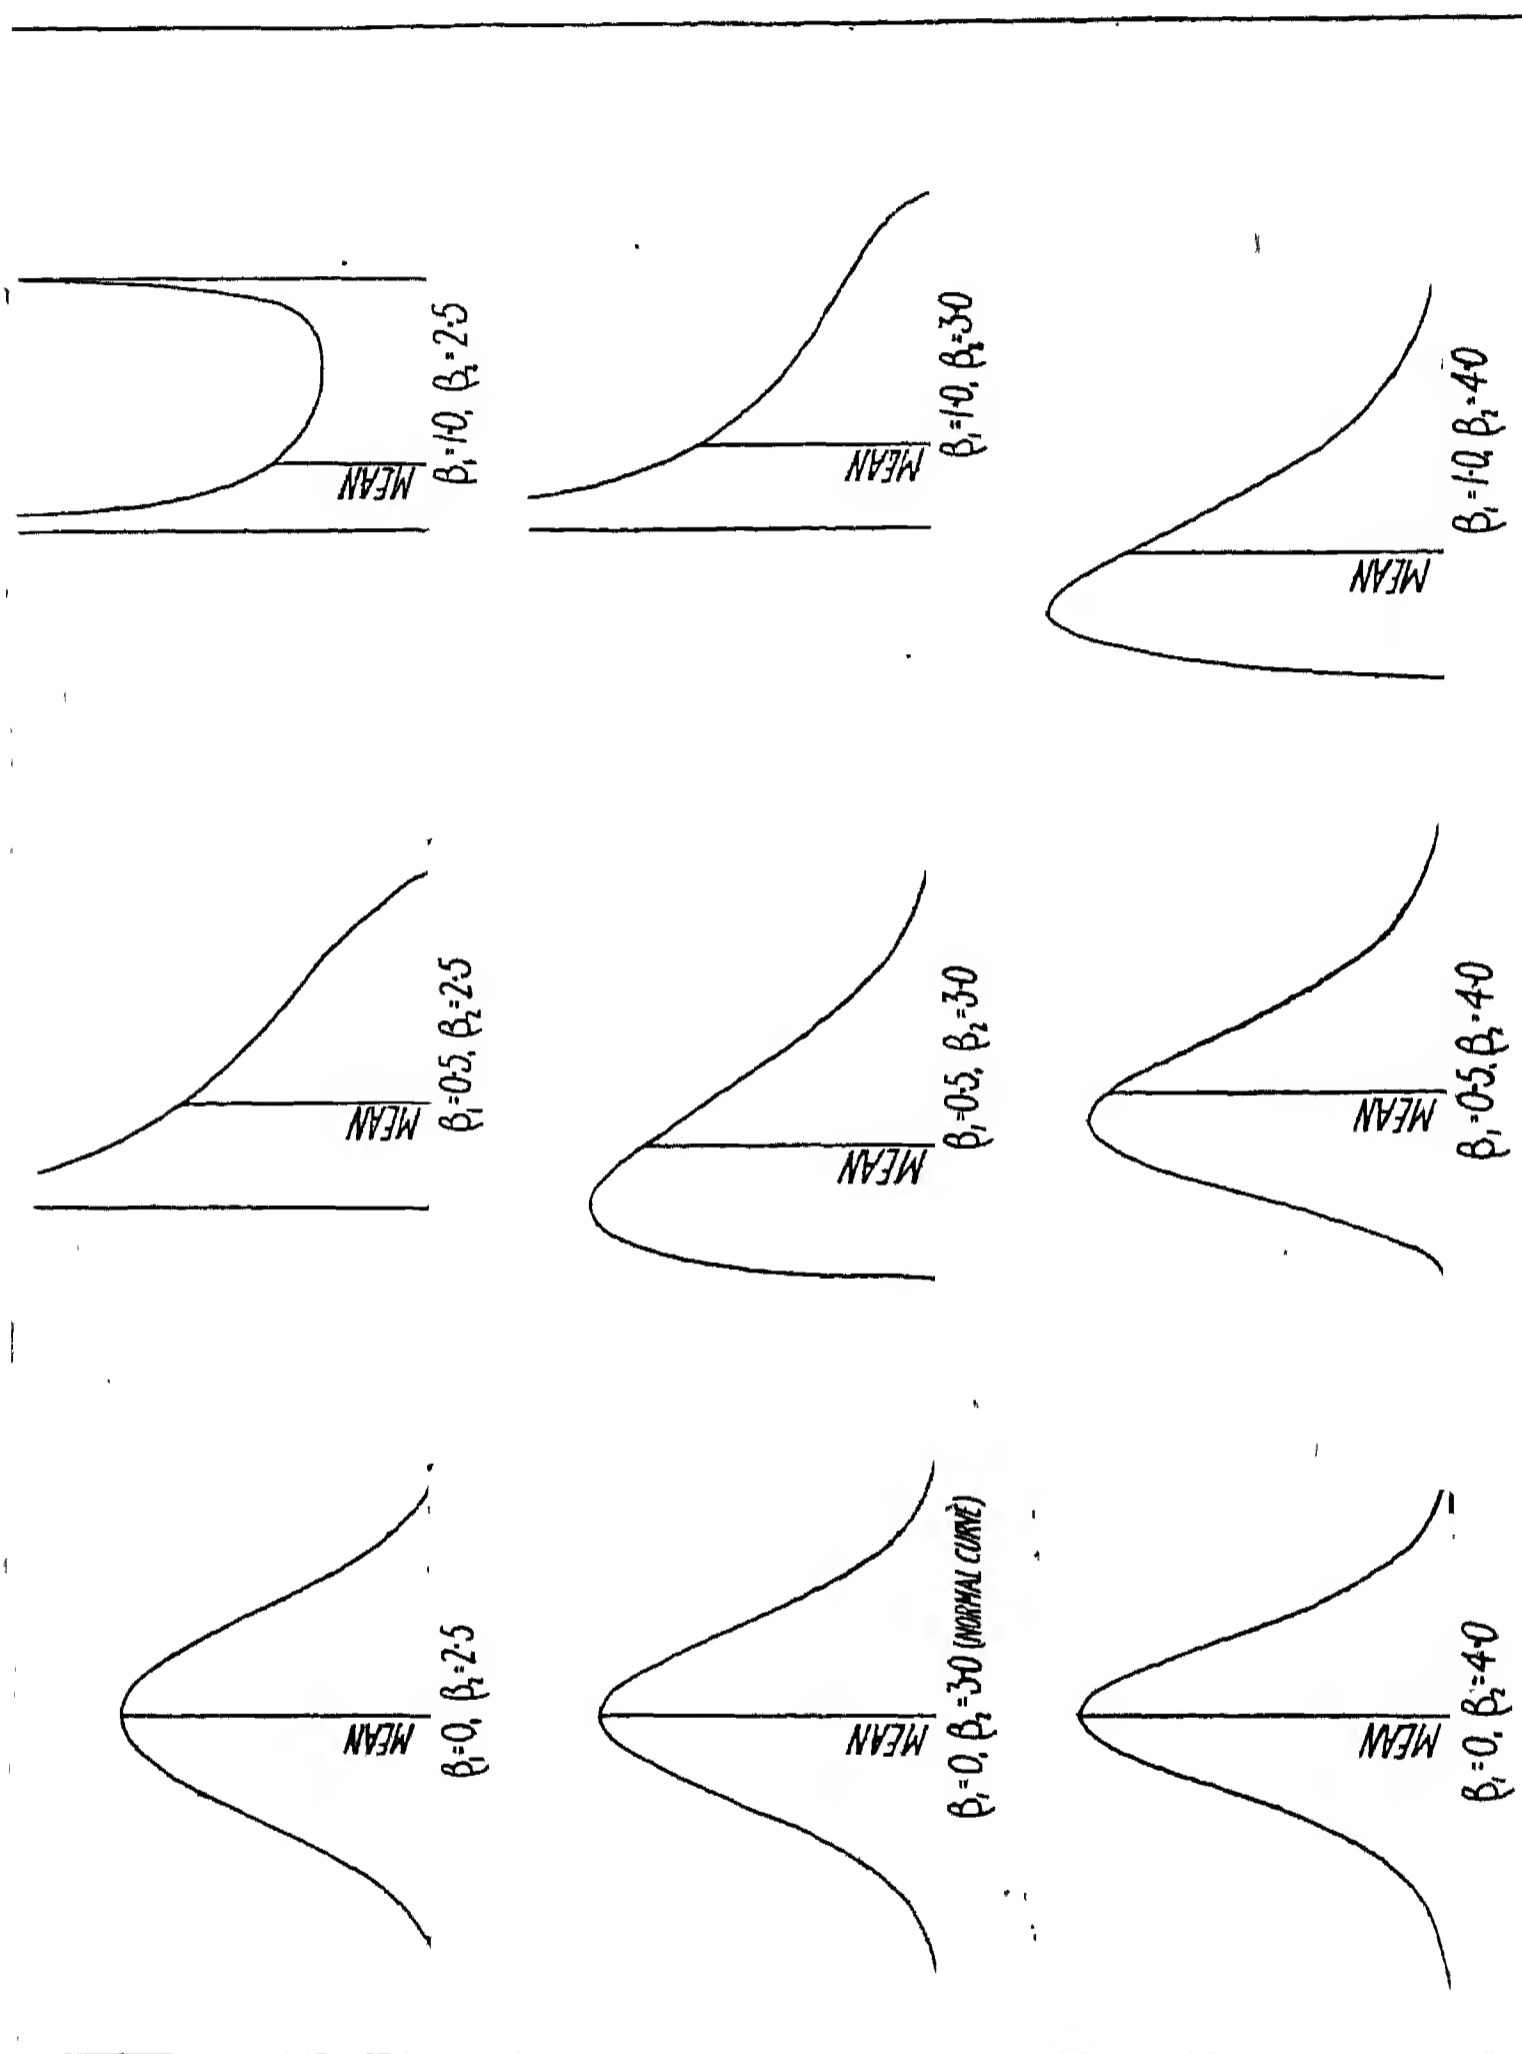 MEAN
β₁=0, β₂=2·5
MEAN
β₁=0·5, β₂=2·5
MEAN
β₁=1·0, β₂=2·5
MEAN
β₁=0, β₂=3·0 (NORMAL CURVE)
MEAN
β₁=0·5, β₂=3·0
MEAN
β₁=1·0, β₂=3·0
MEAN
β₁=0, β₂=4·0
MEAN
β₁=0·5, β₂=4·0
MEAN
β₁=1·0, β₂=4·0